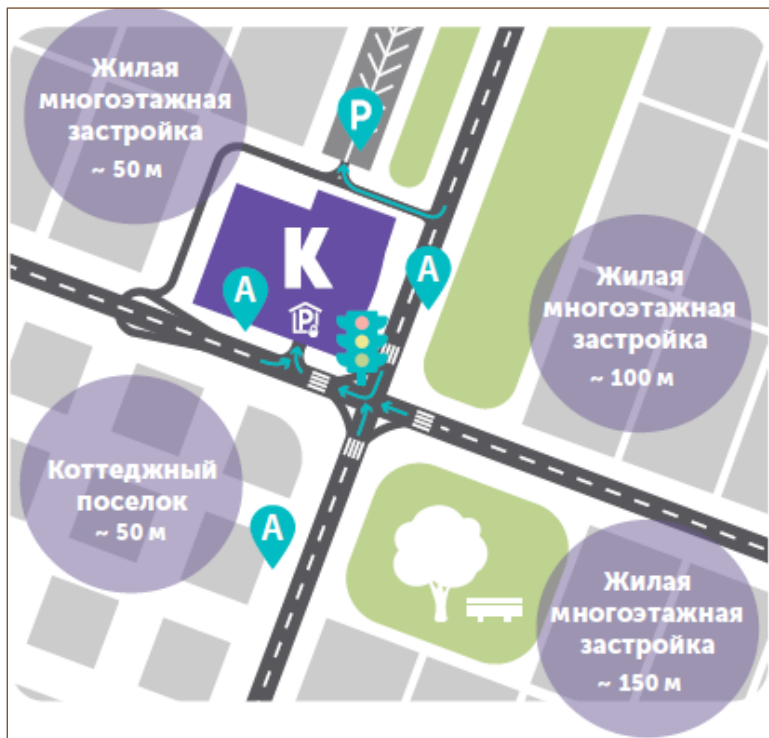 Жилая
многоэтажная
застройка
~ 50 м
P
K
A
P
A
Жилая
многоэтажная
застройка
~ 100 м
Коттеджный
поселок
~ 50 м
A
Жилая
многоэтажная
застройка
~ 150 м